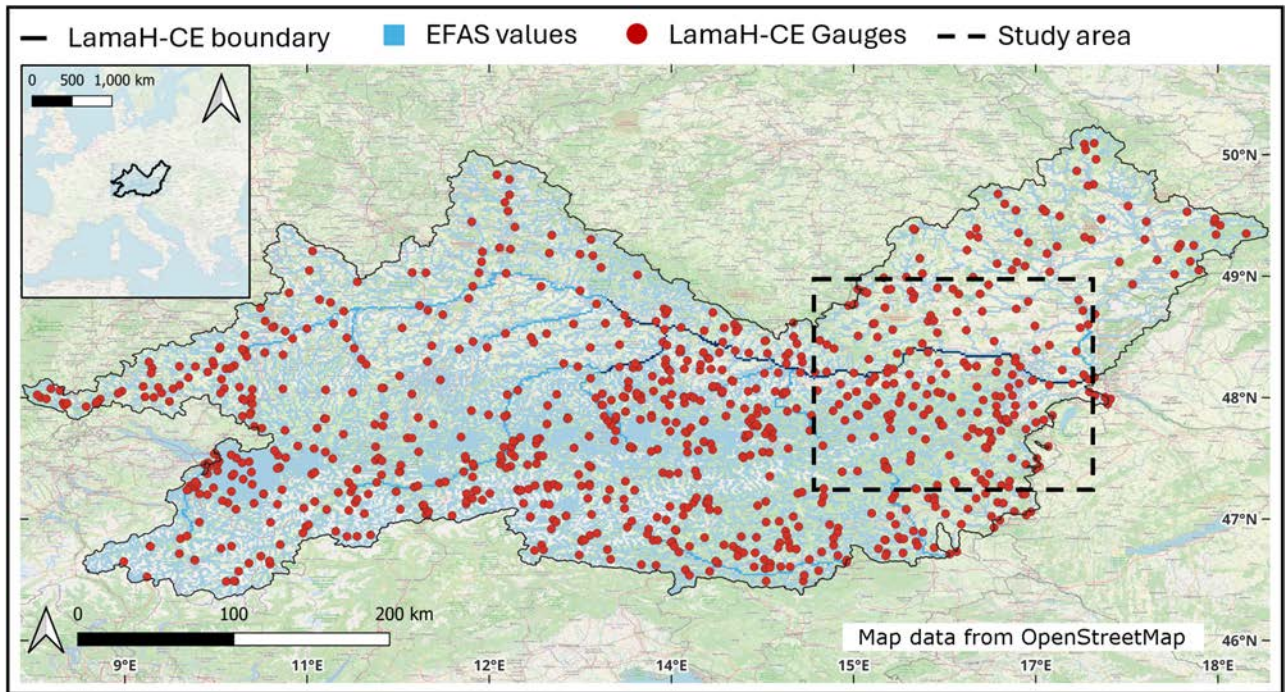 LamaH-CE boundary EFAS values LamaH-CE Gauges Study area
0 500 1,000 km
50°N
49°N
48°N
47°N
46°N
0 100 200 km
Map data from OpenStreetMap
9°E 11°E 12°E 14°E 15°E 17°E 18°E